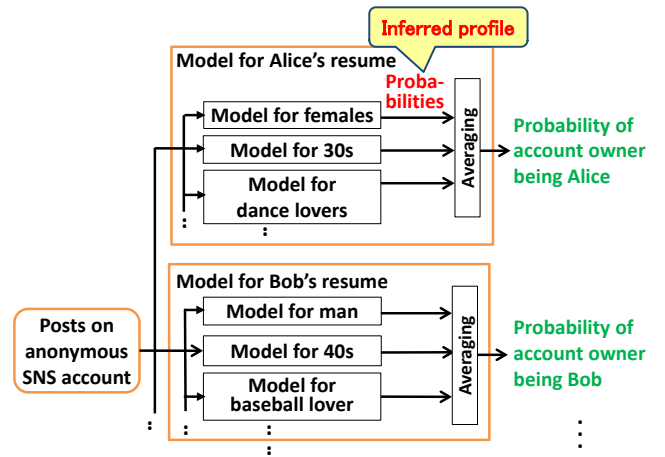 Inferred profile
Model for Alice's resume
Proba-
bilities
Model for females
Model for 30s
Model for
dance lovers
Averaging
Probability of
account owner
being Alice
Model for Bob's resume
Posts on
anonymous
SNS account
Model for man
Model for 40s
Model for
baseball lover
Averaging
Probability of
account owner
being Bob